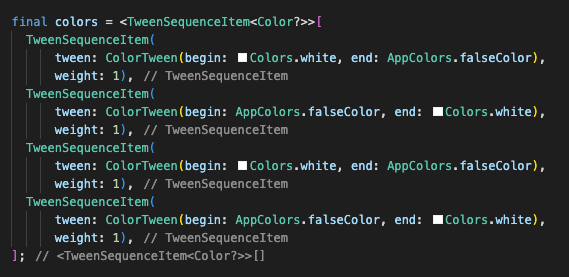 final colors = <TweenSequenceItem<Color?>>[
TweenSequenceItem(
tween: ColorTween(begin: Colors.white, end: AppColors.falseColor),
weight: 1), // TweenSequenceItem
TweenSequenceItem(
tween: ColorTween(begin: AppColors.falseColor, end: Colors.white),
weight: 1), // TweenSequenceItem
TweenSequenceItem(
tween: ColorTween(begin: Colors.white, end: AppColors.falseColor),
weight: 1), // TweenSequenceItem
TweenSequenceItem(
tween: ColorTween(begin: AppColors.falseColor, end: Colors.white),
weight: 1), // TweenSequenceItem
]; // <TweenSequenceItem<Color?>>[]